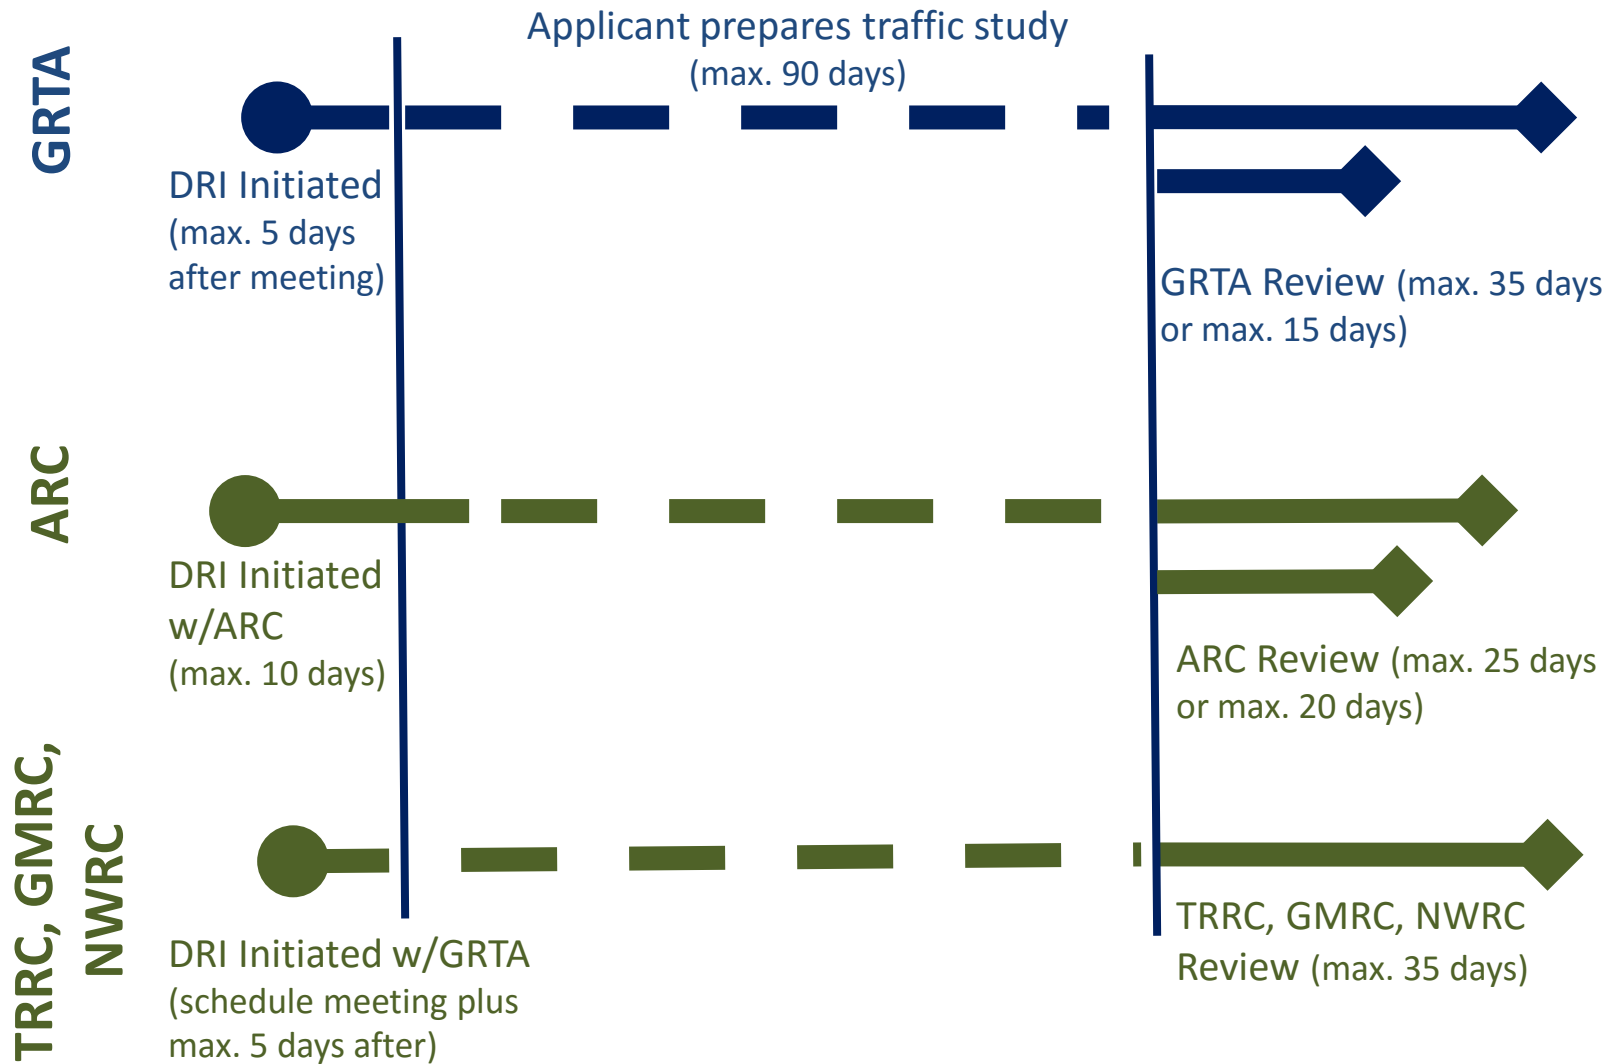 GRTA
Applicant prepares traffic study
(max. 90 days)
DRI Initiated
(max. 5 days
after meeting)
GRTA Review (max. 35 days
or max. 15 days)
ARC
DRI Initiated
w/ARC
(max. 10 days)
ARC Review (max. 25 days
or max. 20 days)
TRRC, GMRC,
NWRC
DRI Initiated w/GRTA
(schedule meeting plus
max. 5 days after)
TRRC, GMRC, NWRC
Review (max. 35 days)